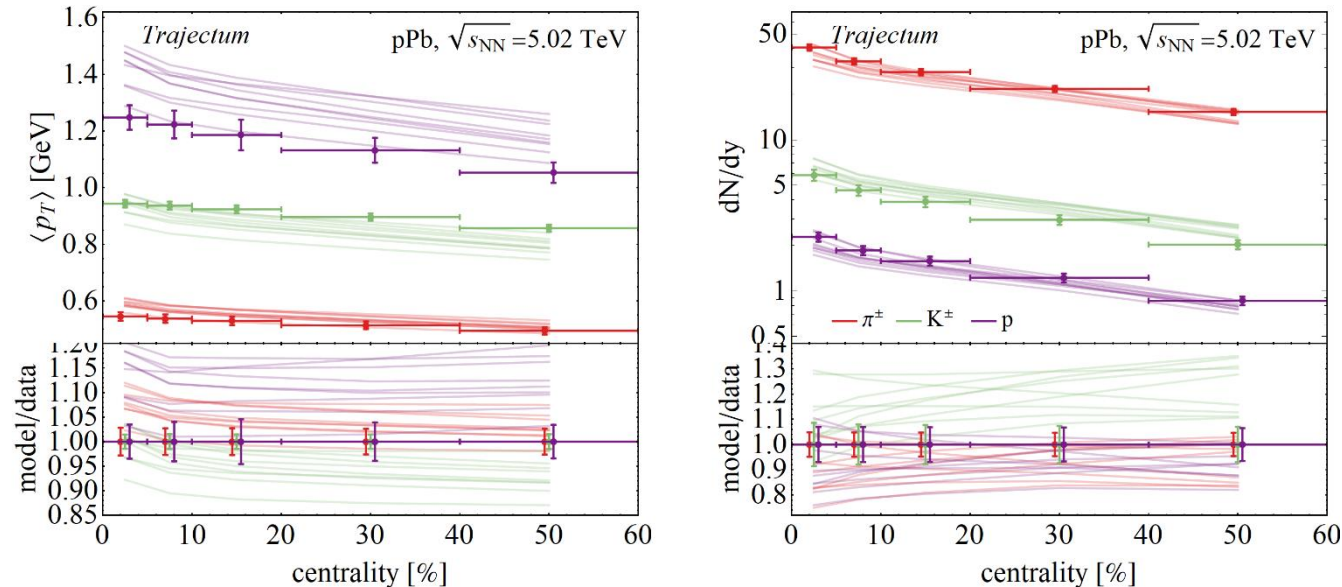 Trajectum
pPb, √sNN =5.02 TeV
1.6
1.4
1.2
1.0
0.8
0.6
⟨pT⟩ [GeV]
1.20
1.15
1.10
1.05
1.00
0.95
0.90
0.85
model/data
0 10 20 30 40 50 60
centrality [%]
Trajectum
pPb, √sNN =5.02 TeV
50
10
5
1
0.5
dN/dy
π± K± p
1.4
1.3
1.2
1.1
1.0
0.9
0.8
model/data
0 10 20 30 40 50 60
centrality [%]